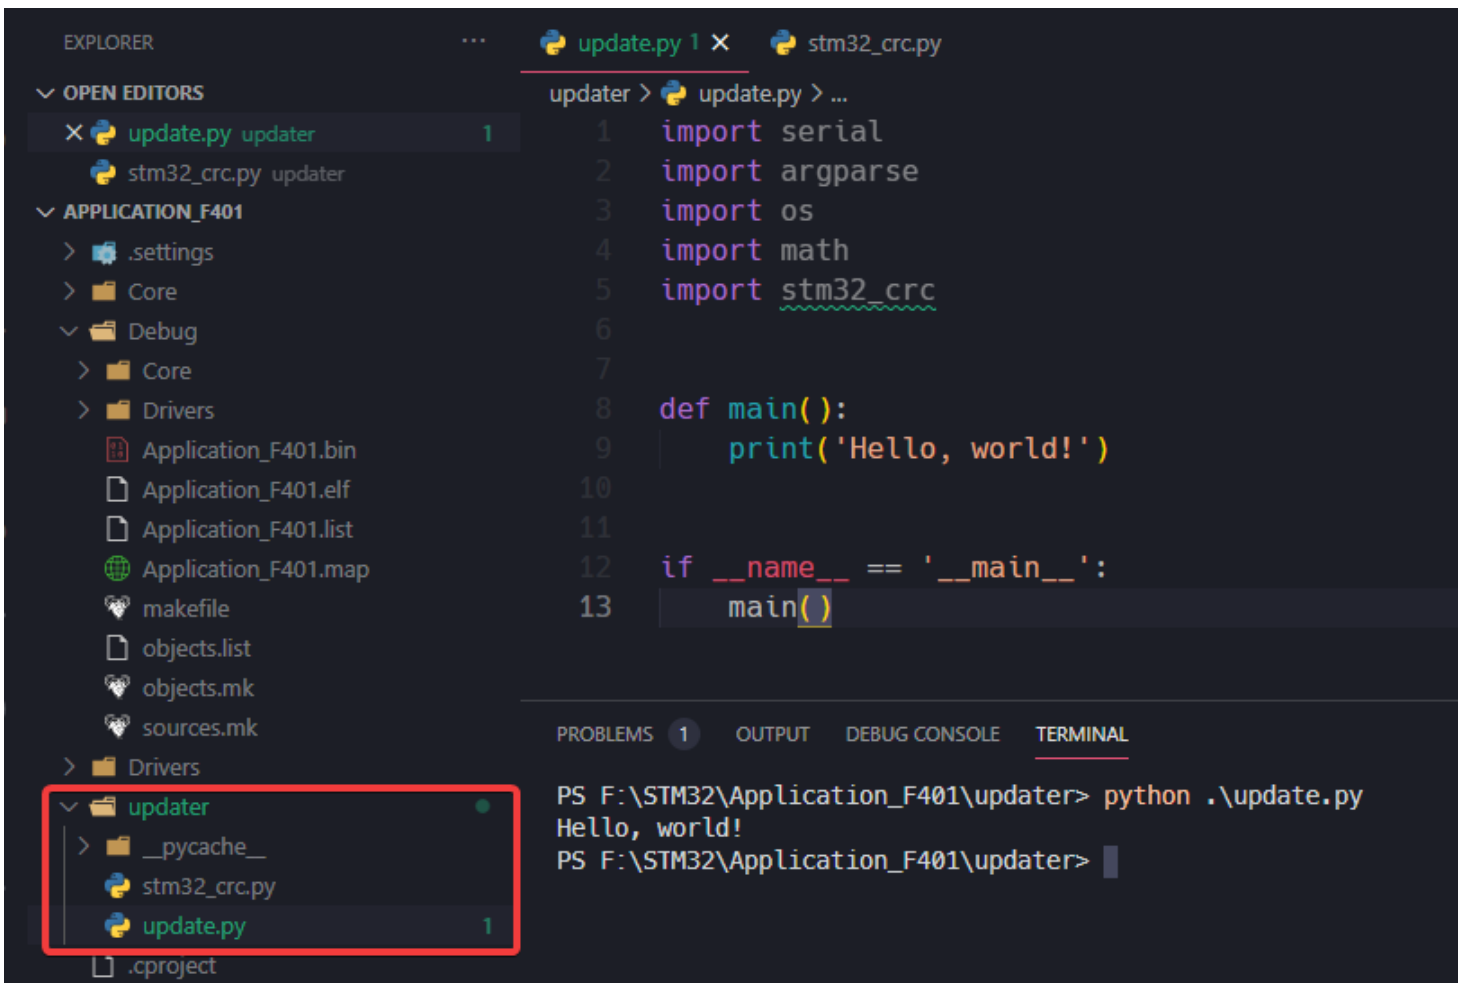 EXPLORER ...
OPEN EDITORS
update.py updater 1
stm32_crc.py updater
APPLICATION_F401
.settings
Core
Debug
Core
Drivers
Application_F401.bin
Application_F401.elf
Application_F401.list
Application_F401.map
makefile
objects.list
objects.mk
sources.mk
Drivers
updater
__pycache__
stm32_crc.py
update.py 1
.cproject
update.py 1 stm32_crc.py
updater > update.py > ...
1 import serial
2 import argparse
3 import os
4 import math
5 import stm32_crc
6
7
8 def main():
9 print('Hello, world!')
10
11
12 if __name__ == '__main__':
13 main()
PROBLEMS 1 OUTPUT DEBUG CONSOLE TERMINAL
PS F:\STM32\Application_F401\updater> python .\update.py
Hello, world!
PS F:\STM32\Application_F401\updater>